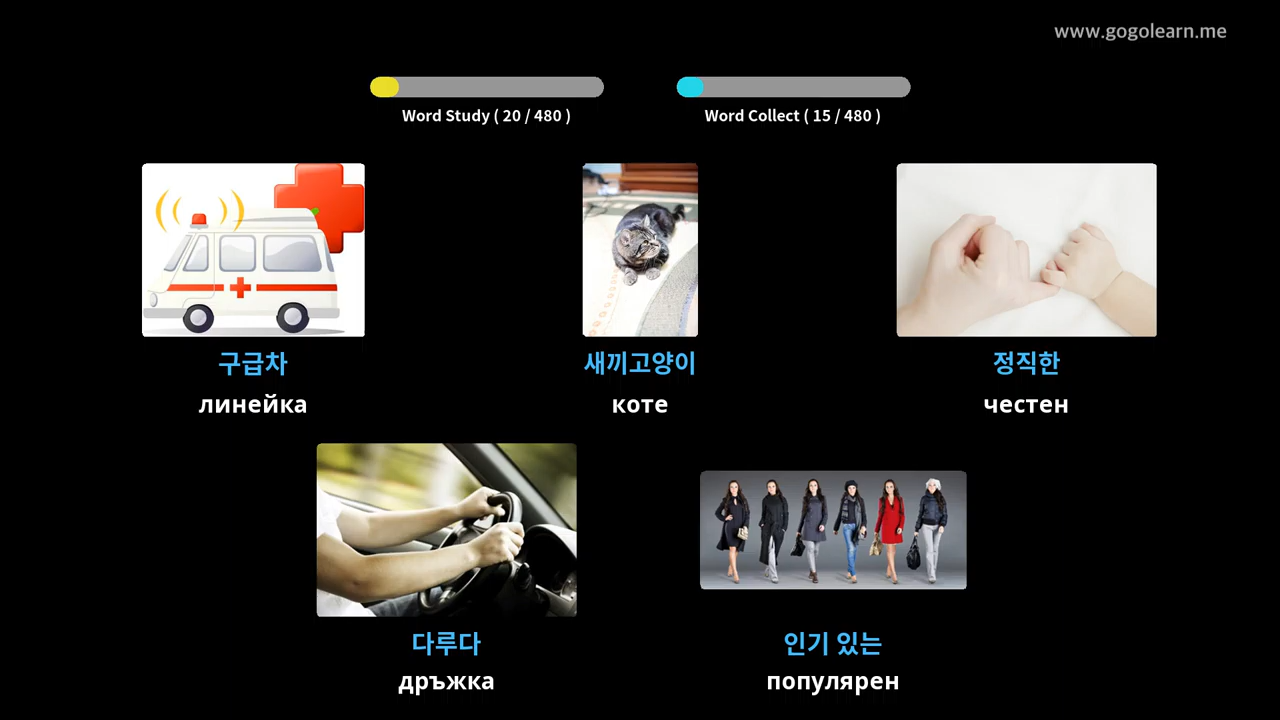 www.gogolearn.me
Word Study ( 20 / 480 )
Word Collect ( 15 / 480 )
구급차
새끼고양이
정직한
линейка
коте
честен
다루다
인기 있는
дръжка
популярен